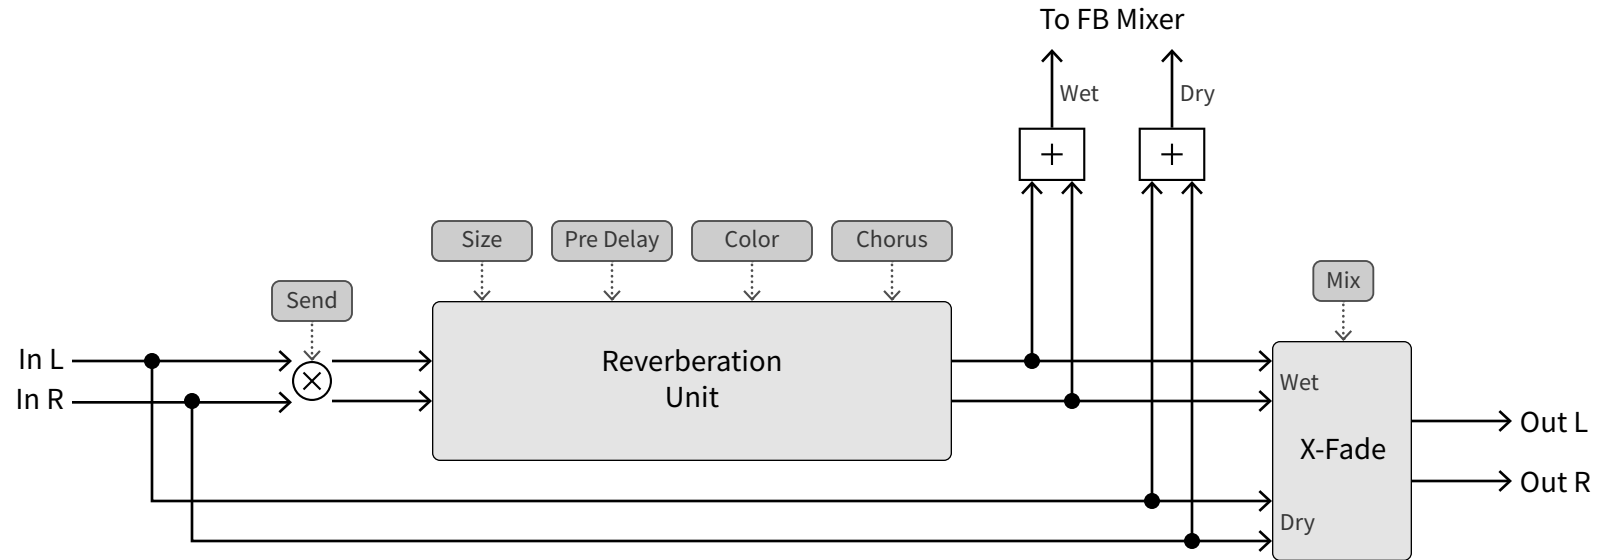 To FB Mixer
Wet
Dry
+
+
Size
Pre Delay
Color
Chorus
Send
Mix
In L
In R
Reverberation
Unit
Wet
X-Fade
Dry
Out L
Out R